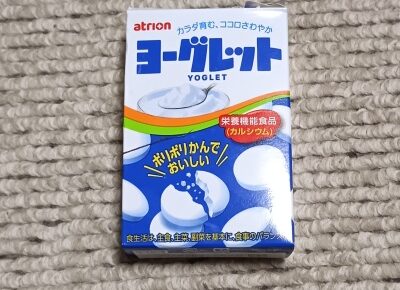 atrion
カラダ育む、ココロさわやか
ヨーグレット
YOGLET
栄養機能食品
(カルシウム)
ポリポリかんで
おいしい
食生活は、主食、主菜、副菜を基本に、食事のバランス